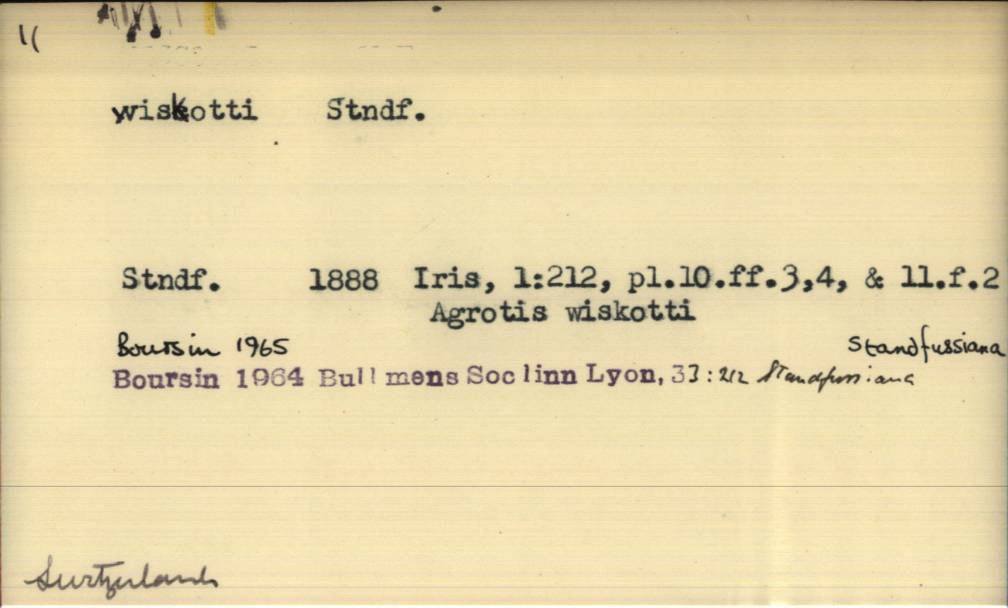 wiskotti Stndf.
Stndf. 1888 Iris, 1:212, pl.10.ff.3,4, & 11.f.2
Agrotis wiskotti
Boursin 1965 Standfussiana
Boursin 1964 Bull mens Soc linn Lyon, 33:212 Standfussiana
Switzerland